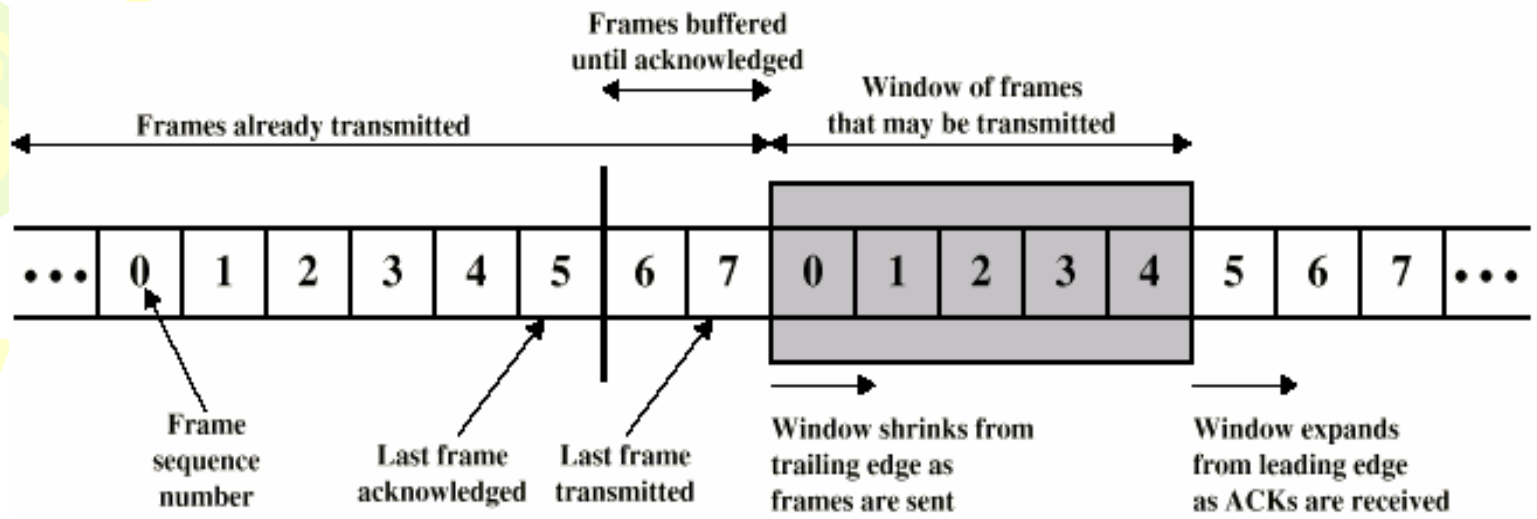 Frames buffered
until acknowledged
Window of frames
that may be transmitted
Frames already transmitted
••• 0 1 2 3 4 5 6 7 0 1 2 3 4 5 6 7 •••
Frame
sequence
number
Last frame
acknowledged
Last frame
transmitted
Window shrinks from
trailing edge as
frames are sent
Window expands
from leading edge
as ACKs are received